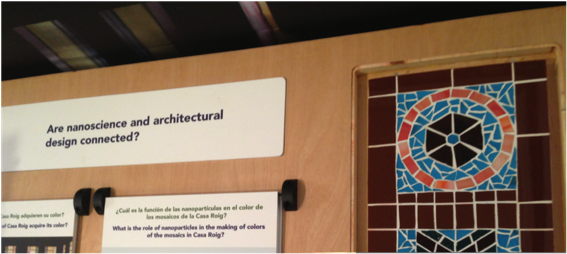 Are nanoscience and architectural
design connected?
Casa Roig adquieren su color?
of Casa Roig acquire its color?
¿Cuál es la función de las nanopartículas en el color de
los mosaicos de la Casa Roig?
What is the role of nanoparticles in the making of colors
of the mosaics in Casa Roig?